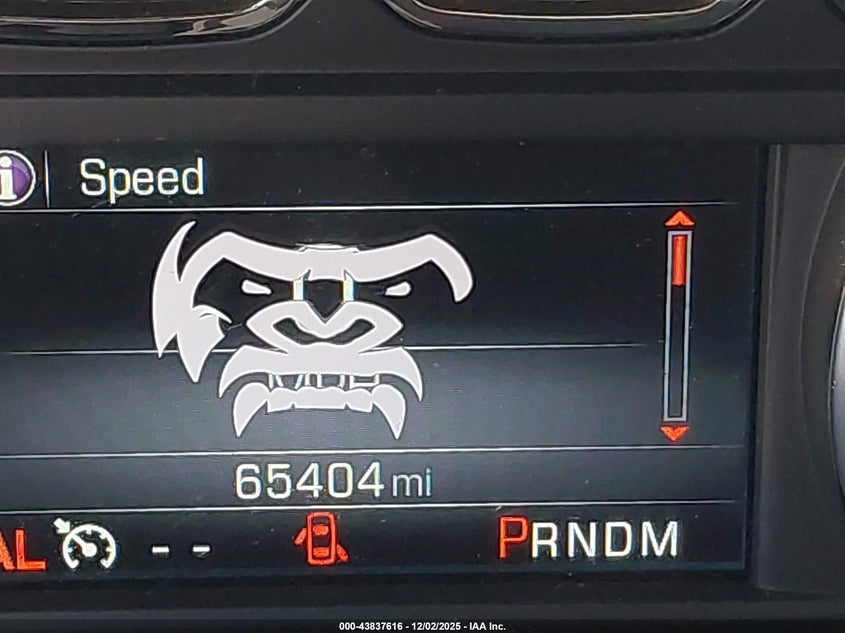 i Speed
65404 mi
AL -- PRNDM
000-43837616 - 12/02/2025 - IAA Inc.